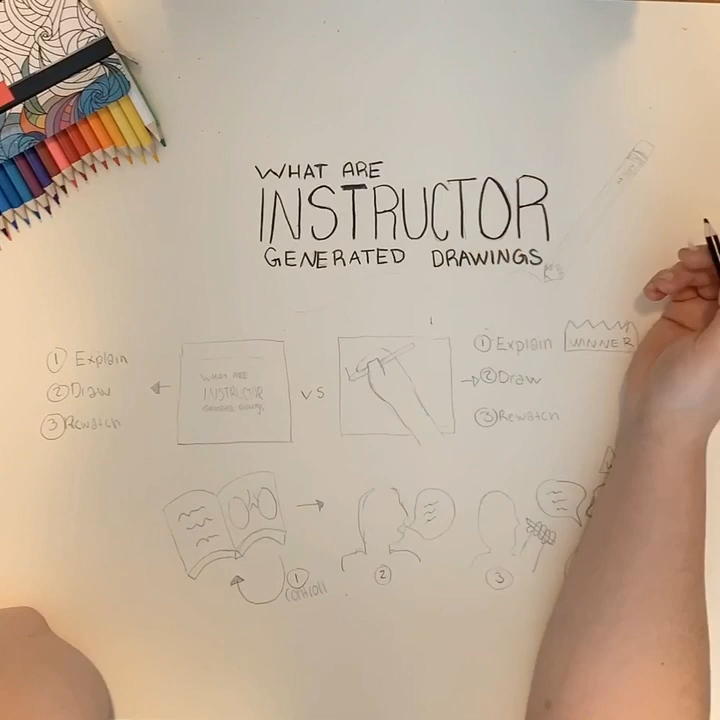 WHAT ARE
INSTRUCTOR
GENERATED DRAWINGS
1 Explain
2 Draw
3 Rewatch
WHAT ARE
INSTRUCTOR
VS
1 Explain
WINNER
2 Draw
3 Rewatch
1
Controll
2
3